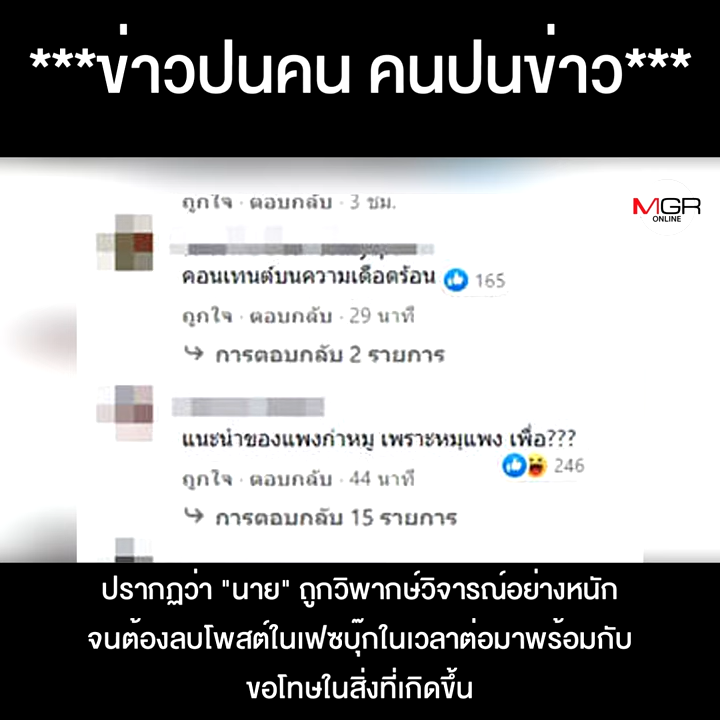 ***ข่าวปนคน คนปนข่าว***
ถูกใจ · ตอบกลับ · 3 ชม.
MGR
ONLINE
คอนเทนต์บนความเดือดร้อน 165
ถูกใจ · ตอบกลับ · 29 นาที
การตอบกลับ 2 รายการ
แนะนำของแพงกว่าหมู เพราะหมูแพง เพื่อ???
246
ถูกใจ · ตอบกลับ · 44 นาที
การตอบกลับ 15 รายการ
ปรากฏว่า "นาย" ถูกวิพากษ์วิจารณ์อย่างหนัก
จนต้องลบโพสต์ในเฟซบุ๊กในเวลาต่อมาพร้อมกับ
ขอโทษในสิ่งที่เกิดขึ้น